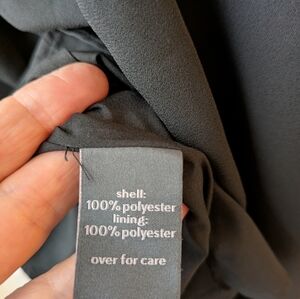 shell:
100% polyester
lining:
100% polyester
over for care